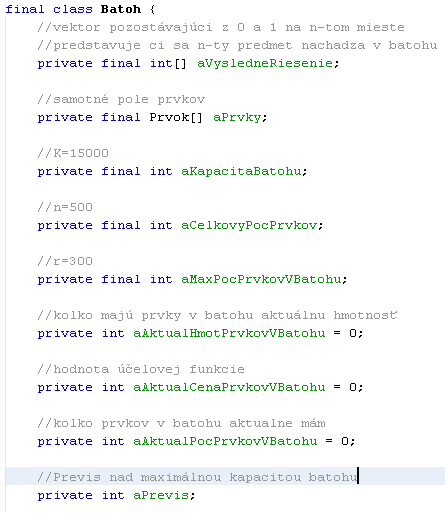 final class Batoh {
//vektor pozostávajúci z 0 a 1 na n-tom mieste
//predstavuje ci sa n-ty predmet nachadza v batohu
private final int[] aVysledneRiesenie;
//samotné pole prvkov
private final Prvok[] aPrvky;
//K=15000
private final int aKapacitaBatohu;
//n=500
private final int aCelkovyPocPrvkov;
//r=300
private final int aMaxPocPrvkovVBatohu;
//kolko majú prvky v batohu aktuálnu hmotnosť
private int aAktualHmotPrvkovVBatohu = 0;
//hodnota účelovej funkcie
private int aAktualCenaPrvkovVBatohu = 0;
//kolko prvkov v batohu aktualne mám
private int aAktualPocPrvkovVBatohu = 0;
//Previs nad maximálnou kapacitou batohu
private int aPrevis;